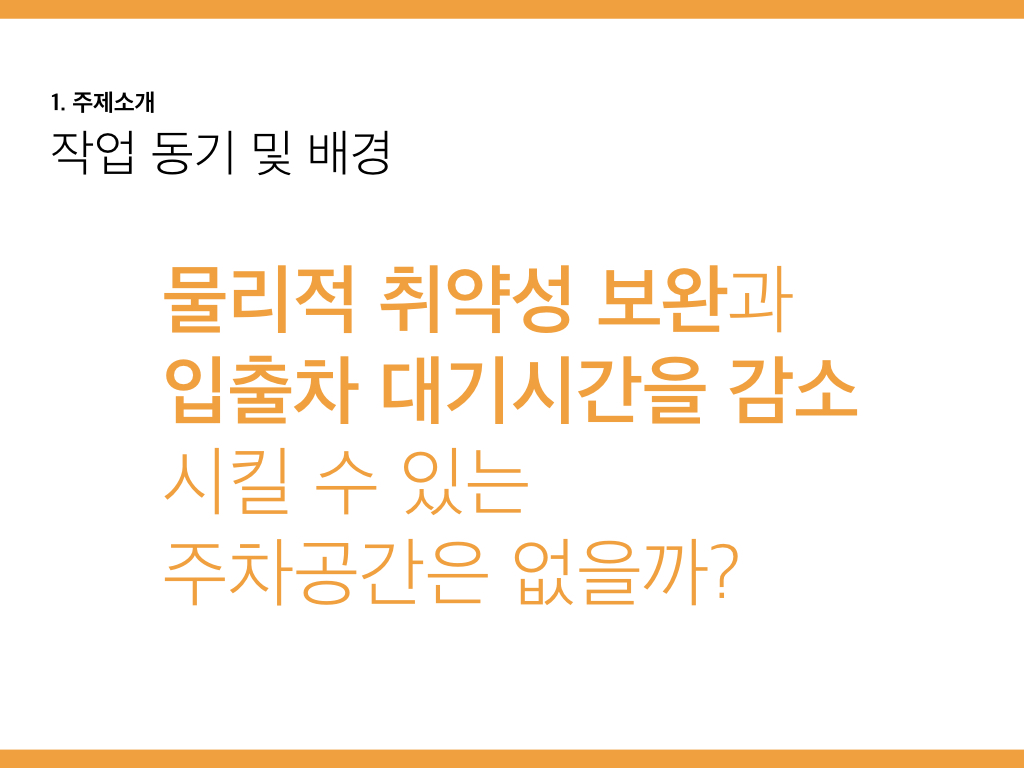 1. 주제소개
작업 동기 및 배경
물리적 취약성 보완과
입출차 대기시간을 감소
시킬 수 있는
주차공간은 없을까?